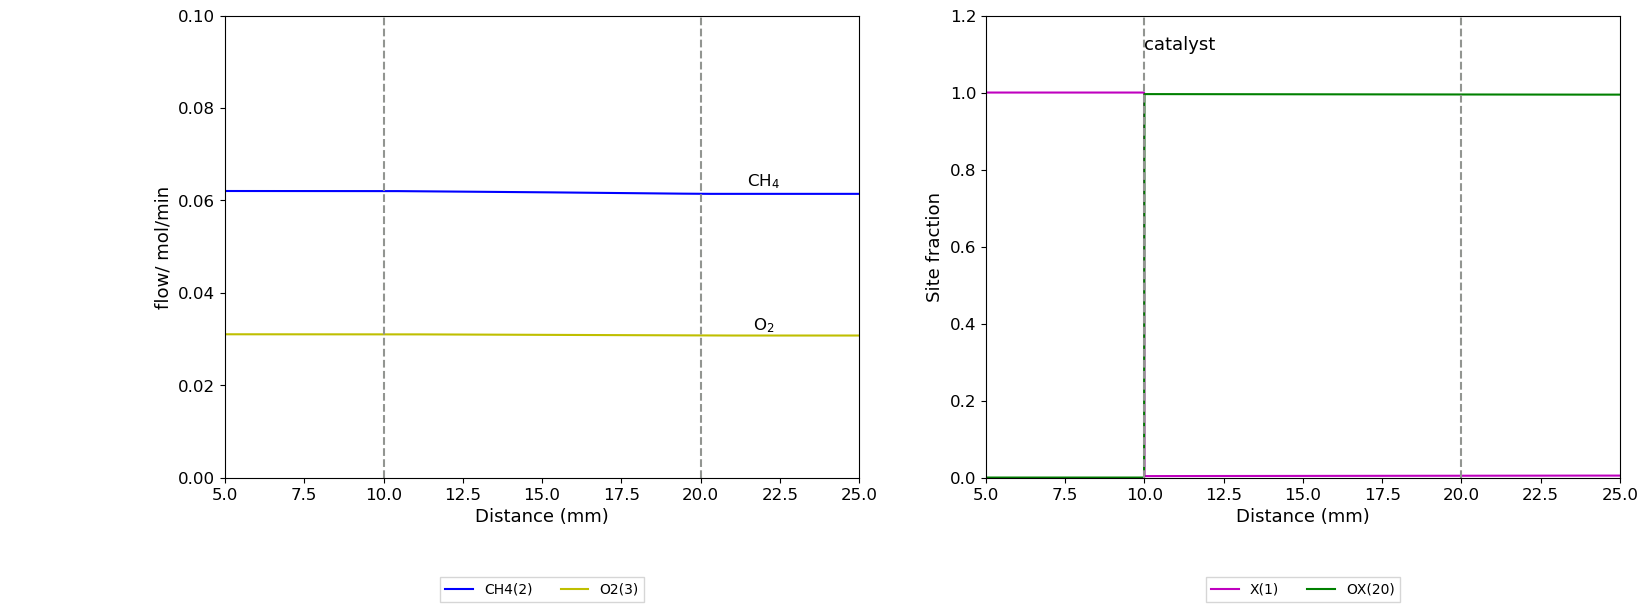 0.10
0.08
0.06
0.04
0.02
0.00
flow/ mol/min
CH₄
O₂
5.0 7.5 10.0 12.5 15.0 17.5 20.0 22.5 25.0
Distance (mm)
CH4(2) O2(3)
1.2
1.0
0.8
0.6
0.4
0.2
0.0
Site fraction
catalyst
5.0 7.5 10.0 12.5 15.0 17.5 20.0 22.5 25.0
Distance (mm)
X(1) OX(20)